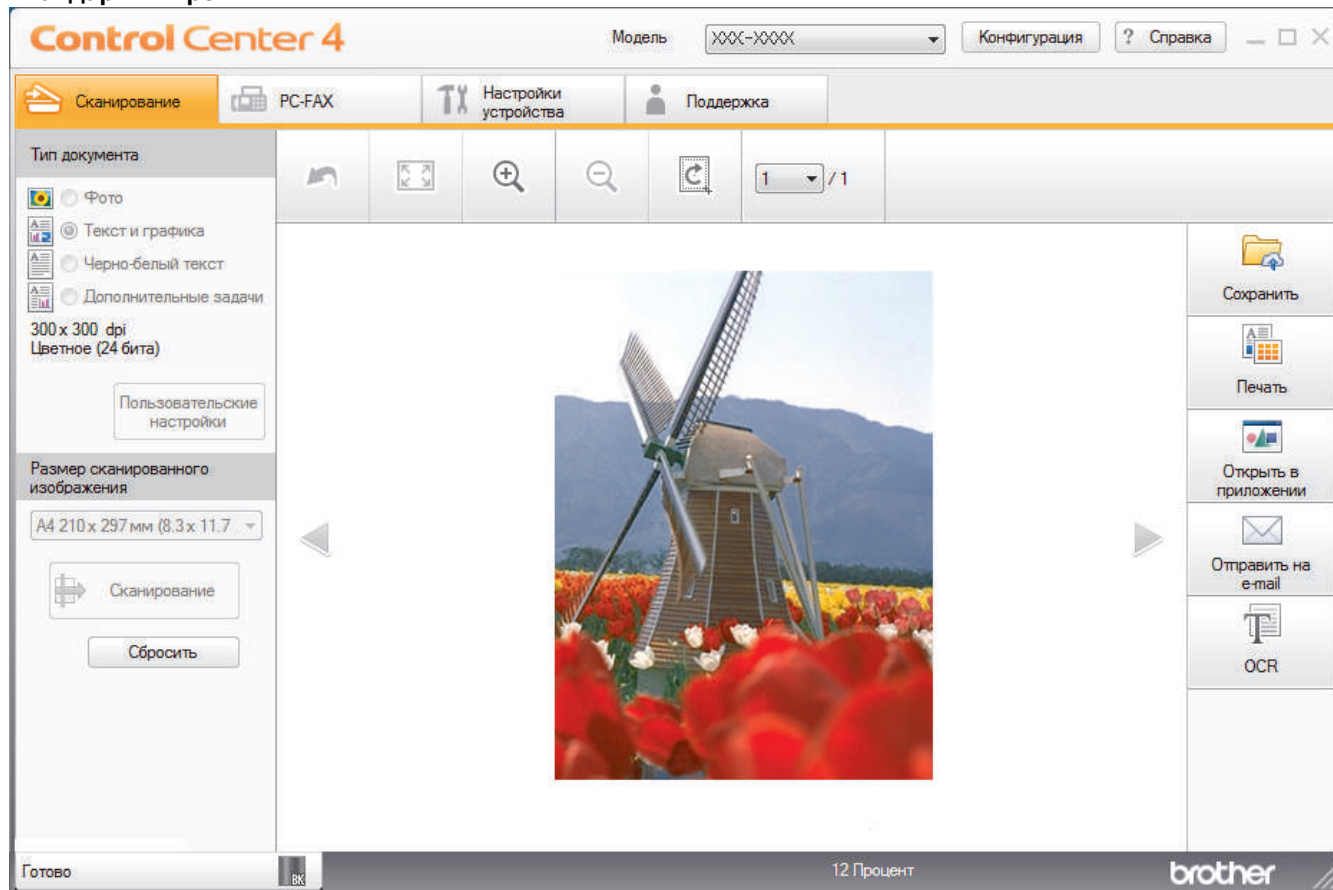 Control Center 4
Модель
XXX-XXXX
Конфигурация
? Справка
Сканирование
PC-FAX
Настройки
устройства
Поддержка
Тип документа
Фото
Текст и графика
Черно-белый текст
Дополнительные задачи
300 x 300 dpi
Цветное (24 бита)
Пользовательские
настройки
Размер сканированного
изображения
A4 210 x 297 мм (8.3 x 11.7
Сканирование
Сбросить
1 / 1
Сохранить
Печать
Открыть в
приложении
Отправить на
e-mail
OCR
Готово
BK
12 Процент
brother